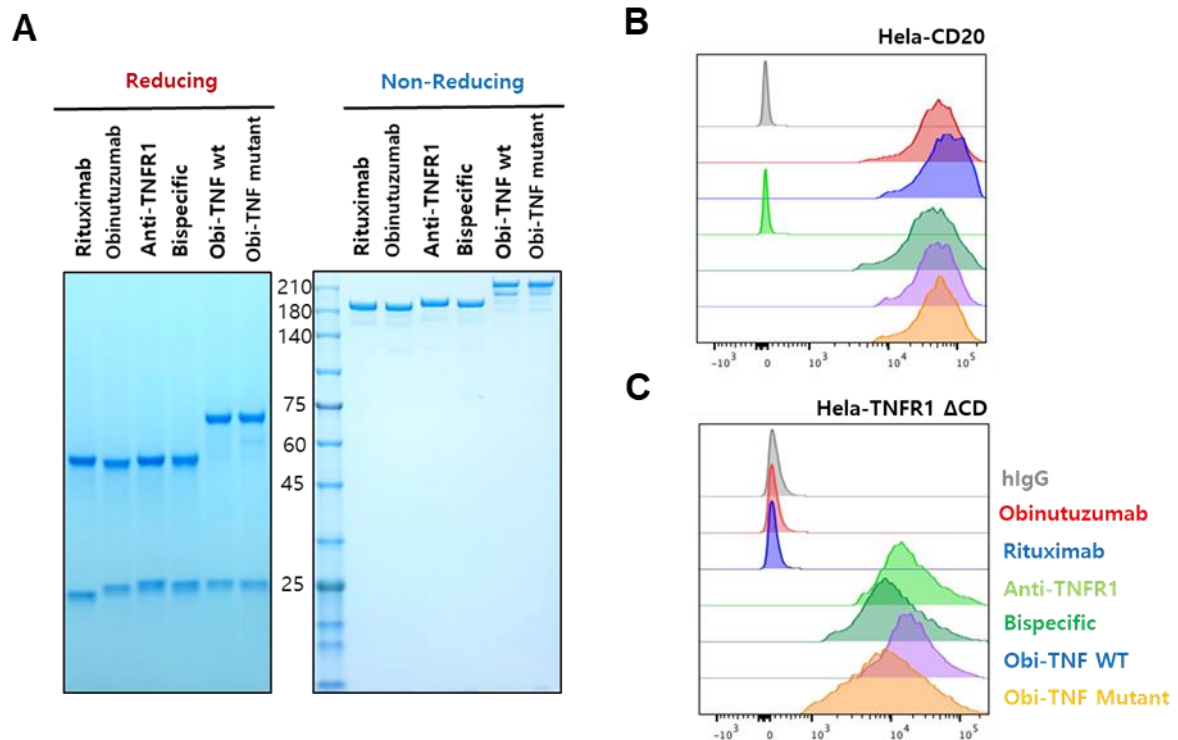 A
Reducing
Non-Reducing
Rituximab
Obinutuzumab
Anti-TNFR1
Bispecific
Obi-TNF wt
Obi-TNF mutant
Rituximab
Obinutuzumab
Anti-TNFR1
Bispecific
Obi-TNF wt
Obi-TNF mutant
210
180
140
75
60
45
25
B
Hela-CD20
-10³ 0 10³ 10⁴ 10⁵
C
Hela-TNFR1 ΔCD
-10³ 0 10³ 10⁴ 10⁵
hIgG
Obinutuzumab
Rituximab
Anti-TNFR1
Bispecific
Obi-TNF WT
Obi-TNF Mutant